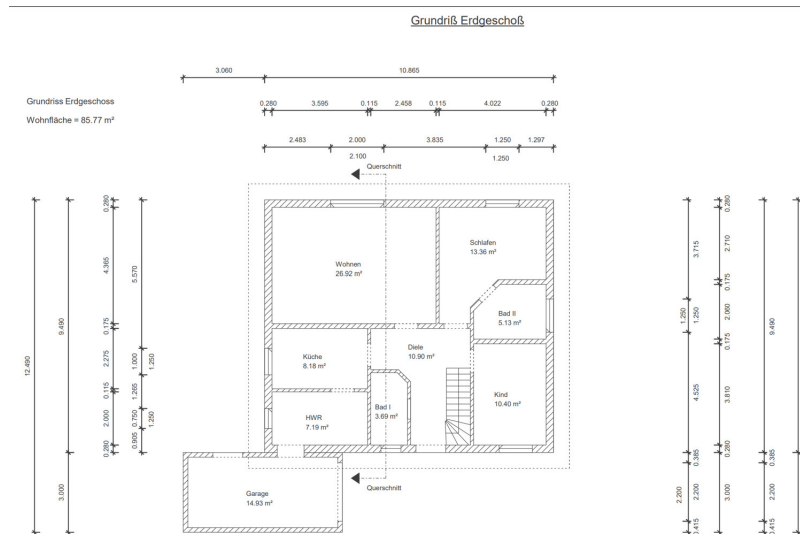 Grundriß Erdgeschoß
3.060 10.865
Grundriss Erdgeschoss
Wohnfläche = 85.77 m²
0.280 3.595 0.115 2.458 0.115 4.022 0.280
2.483 2.000 3.835 1.250 1.297
2.100 1.250
Querschnitt
Schlafen
13.36 m²
Wohnen
26.92 m²
Bad II
5.13 m²
Diele
10.90 m²
Küche
8.18 m²
Kind
10.40 m²
Bad I
3.69 m²
HWR
7.19 m²
Querschnitt
Garage
14.93 m²
12.490
9.490
3.000
0.280
4.365
0.175
2.275
0.115
2.000
0.280
5.570
1.000
1.250
1.265
0.750
1.250
0.905
3.715
1.250
1.250
4.525
0.385
2.200
2.200
0.415
0.280
2.710
0.175
2.060
0.175
3.810
0.280
3.000
9.490
0.385
2.200
0.415